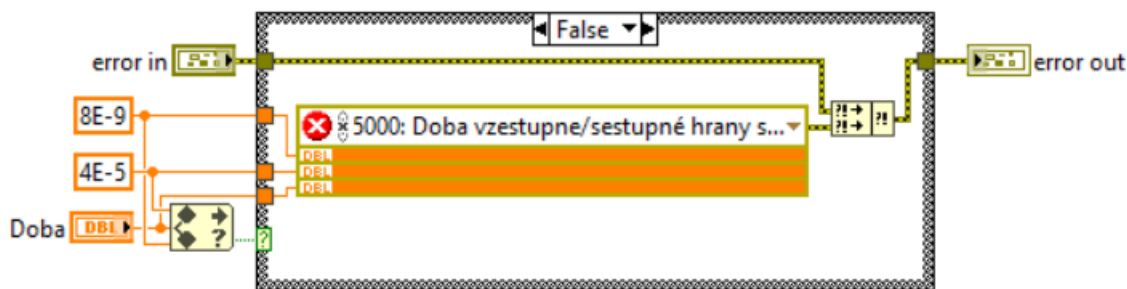 False
error in
error out
8E-9
5000: Doba vzestupne/sestupné hrany s...
DBL
4E-5
DBL
DBL
Doba
DBL
?
?